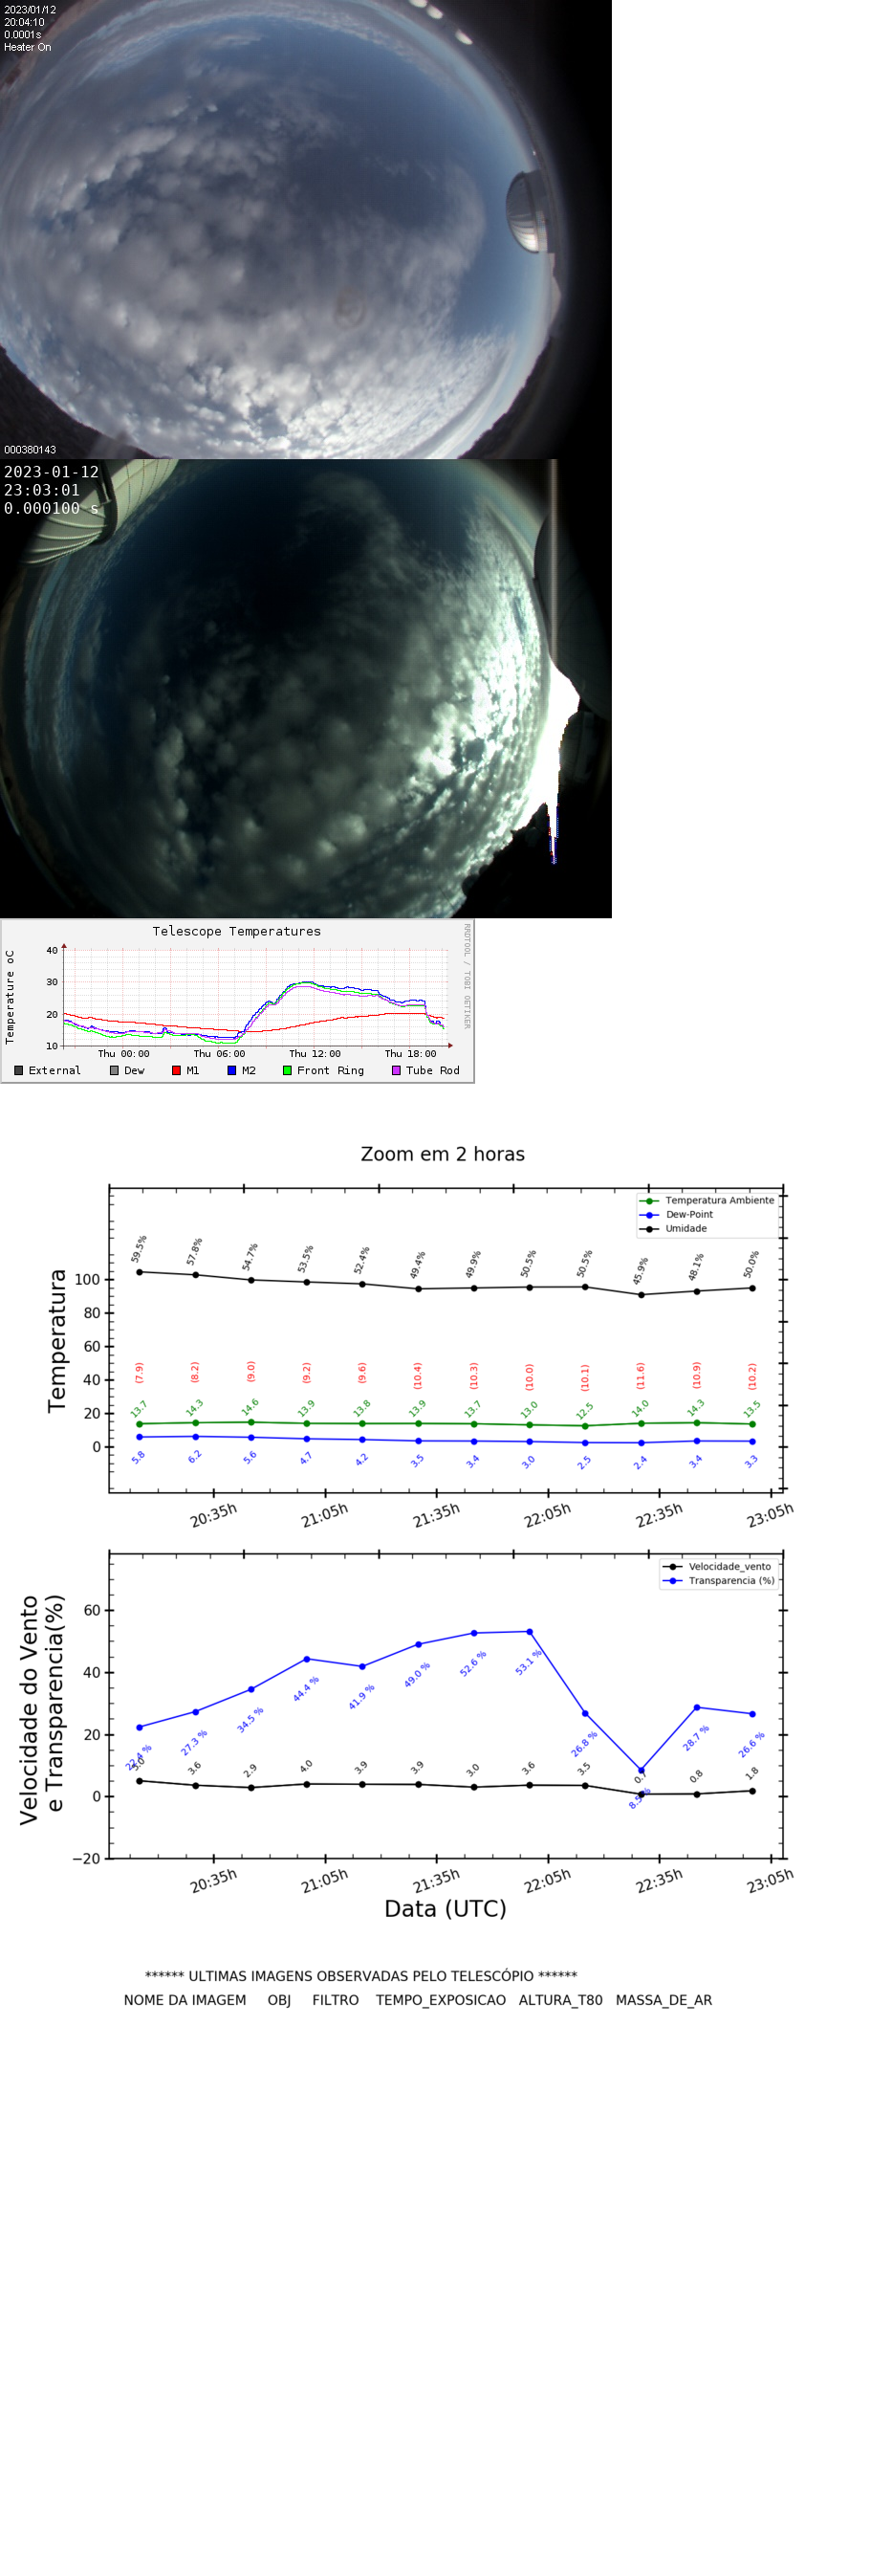 2023/01/12
20:04:10
0.0001s
Heater On
000380143
2023-01-12
23:03:01
0.000100 s
Telescope Temperatures
RRDTOOL / TOBI OETIKER
Temperature oC
40
30
20
10
Thu 00:00 Thu 06:00 Thu 12:00 Thu 18:00
External Dew M1 M2 Front Ring Tube Rod
Zoom em 2 horas
Temperatura Ambiente
Dew-Point
Umidade
Temperatura
59.5% 57.8% 54.7% 53.5% 52.4% 49.4% 49.9% 50.5% 50.5% 45.9% 48.1% 50.0%
100
80
60
40
20
0
(7.9) (8.2) (9.0) (9.2) (9.6) (10.4) (10.3) (10.0) (10.1) (11.6) (10.9) (10.2)
13.7 14.3 14.6 13.9 13.8 13.9 13.7 13.0 12.5 14.0 14.3 13.5
5.8 6.2 5.6 4.7 4.2 3.5 3.4 3.0 2.5 2.4 3.4 3.3
20:35h 21:05h 21:35h 22:05h 22:35h 23:05h
Velocidade_vento
Transparencia (%)
Velocidade do Vento
e Transparencia(%)
60
40
20
0
−20
22.4 % 27.3 % 34.5 % 44.4 % 41.9 % 49.0 % 52.6 % 53.1 % 26.8 % 8.5 % 28.7 % 26.6 %
5.0 3.6 2.9 4.0 3.9 3.9 3.0 3.6 3.5 0.7 0.8 1.8
20:35h 21:05h 21:35h 22:05h 22:35h 23:05h
Data (UTC)
****** ULTIMAS IMAGENS OBSERVADAS PELO TELESCÓPIO ******
NOME DA IMAGEM OBJ FILTRO TEMPO_EXPOSICAO ALTURA_T80 MASSA_DE_AR